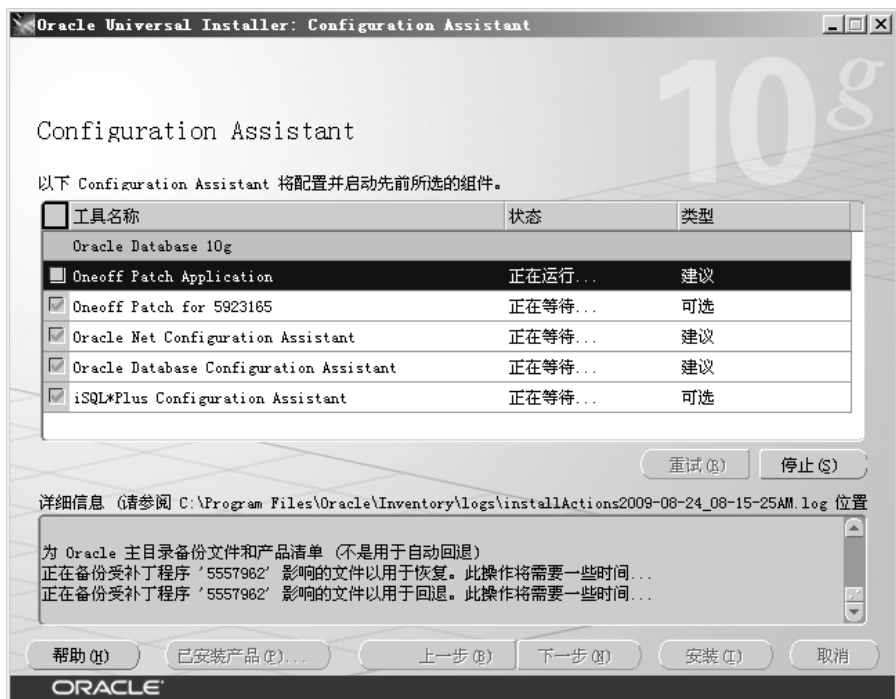 Oracle Universal Installer: Configuration Assistant
10g
Configuration Assistant
以下 Configuration Assistant 将配置并启动先前所选的组件。
工具名称 状态 类型
Oracle Database 10g
Oneoff Patch Application 正在运行... 建议
Oneoff Patch for 5923165 正在等待... 可选
Oracle Net Configuration Assistant 正在等待... 建议
Oracle Database Configuration Assistant 正在等待... 建议
iSQL*Plus Configuration Assistant 正在等待... 可选
重试(R) 停止(S)
详细信息 (请参阅 C:\Program Files\Oracle\Inventory\logs\installActions2009-08-24_08-15-25AM.log 位置
为 Oracle 主目录备份文件和产品清单 (不是用于自动回退)
正在备份受补丁程序 '5557962' 影响的文件以用于恢复。此操作将需要一些时间...
正在备份受补丁程序 '5557962' 影响的文件以用于回退。此操作将需要一些时间...
帮助(H) 已安装产品(P)... 上一步(B) 下一步(N) 安装(I) 取消
ORACLE